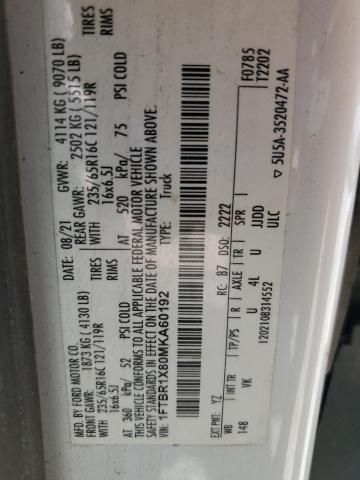 MFD. BY FORD MOTOR CO.
DATE: 08/21 GVWR: 4114 KG ( 9070 LB)
FRONT GAWR: 1873 KG ( 4130 LB) REAR GAWR: 2502 KG ( 5515 LB)
WITH 235/65R16C 121/119R TIRES WITH 235/65R16C 121/119R TIRES
16x6.5J RIMS 16x6.5J RIMS
AT 360 kPa/ 52 PSI COLD AT 520 kPa/ 75 PSI COLD
THIS VEHICLE CONFORMS TO ALL APPLICABLE FEDERAL MOTOR VEHICLE
SAFETY STANDARDS IN EFFECT ON THE DATE OF MANUFACTURE SHOWN ABOVE.
VIN: 1FTBR1X80MKA60192
TYPE: Truck
F0785
T2202
EXT PNT: YZ RC: 87 DSO: 2222
WB INT TR TP/PS R AXLE TR SPR
148 VK U 4L U JJDD
1202108314552 ULC
▽ 5U5A-3520472-AA